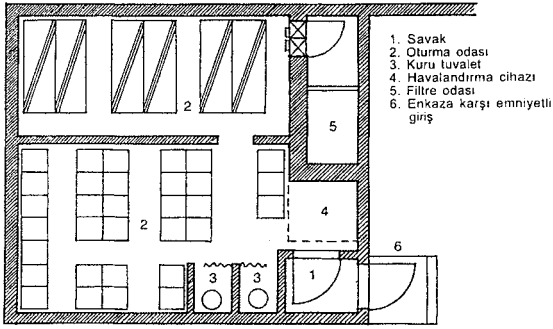 1. Savak
2. Oturma odası
3. Kuru tuvalet
4. Havalandırma cihazı
5. Filtre odası
6. Enkaza karşı emniyetli
giriş
2
5
4
2
6
3
3
1